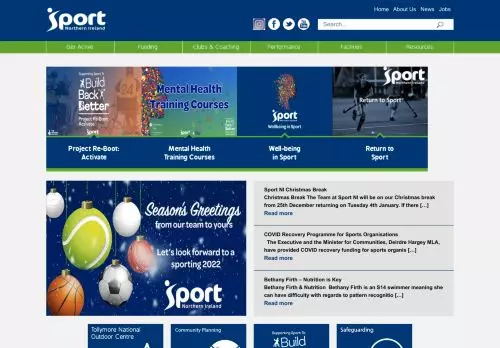 Sport
Northern Ireland
Home About Us News Jobs
Search...
Get Active Funding Clubs & Coaching Performance Facilities Resources
Supporting Sport To
Build
Back
Better
Project Re-Boot:
Activate
Sport
Mental Health
Training Courses
Sport
Wellbeing in Sport
Sport
Northern Ireland
Return to Sport
Project Re-Boot:
Activate
Mental Health
Training Courses
Well-being
in Sport
Return to
Sport
Season's Greetings
from our team to yours
Let's look forward to a
sporting 2022
Sport
Northern Ireland
Sport NI Christmas Break
Christmas Break The Team at Sport NI will be on our Christmas break
from 25th December returning on Tuesday 4th January. If there [...]
Read more
COVID Recovery Programme for Sports Organisations
The Executive and the Minister for Communities, Deirdre Hargey MLA,
have provided COVID recovery funding for sports organis [...]
Read more
Bethany Firth – Nutrition is Key
Bethany Firth & Nutrition Bethany Firth is an S14 swimmer meaning she
can have difficulty with regards to pattern recognitio [...]
Read more
Tollymore National
Outdoor Centre
Community Planning
Supporting Sport To
Build
Safeguarding